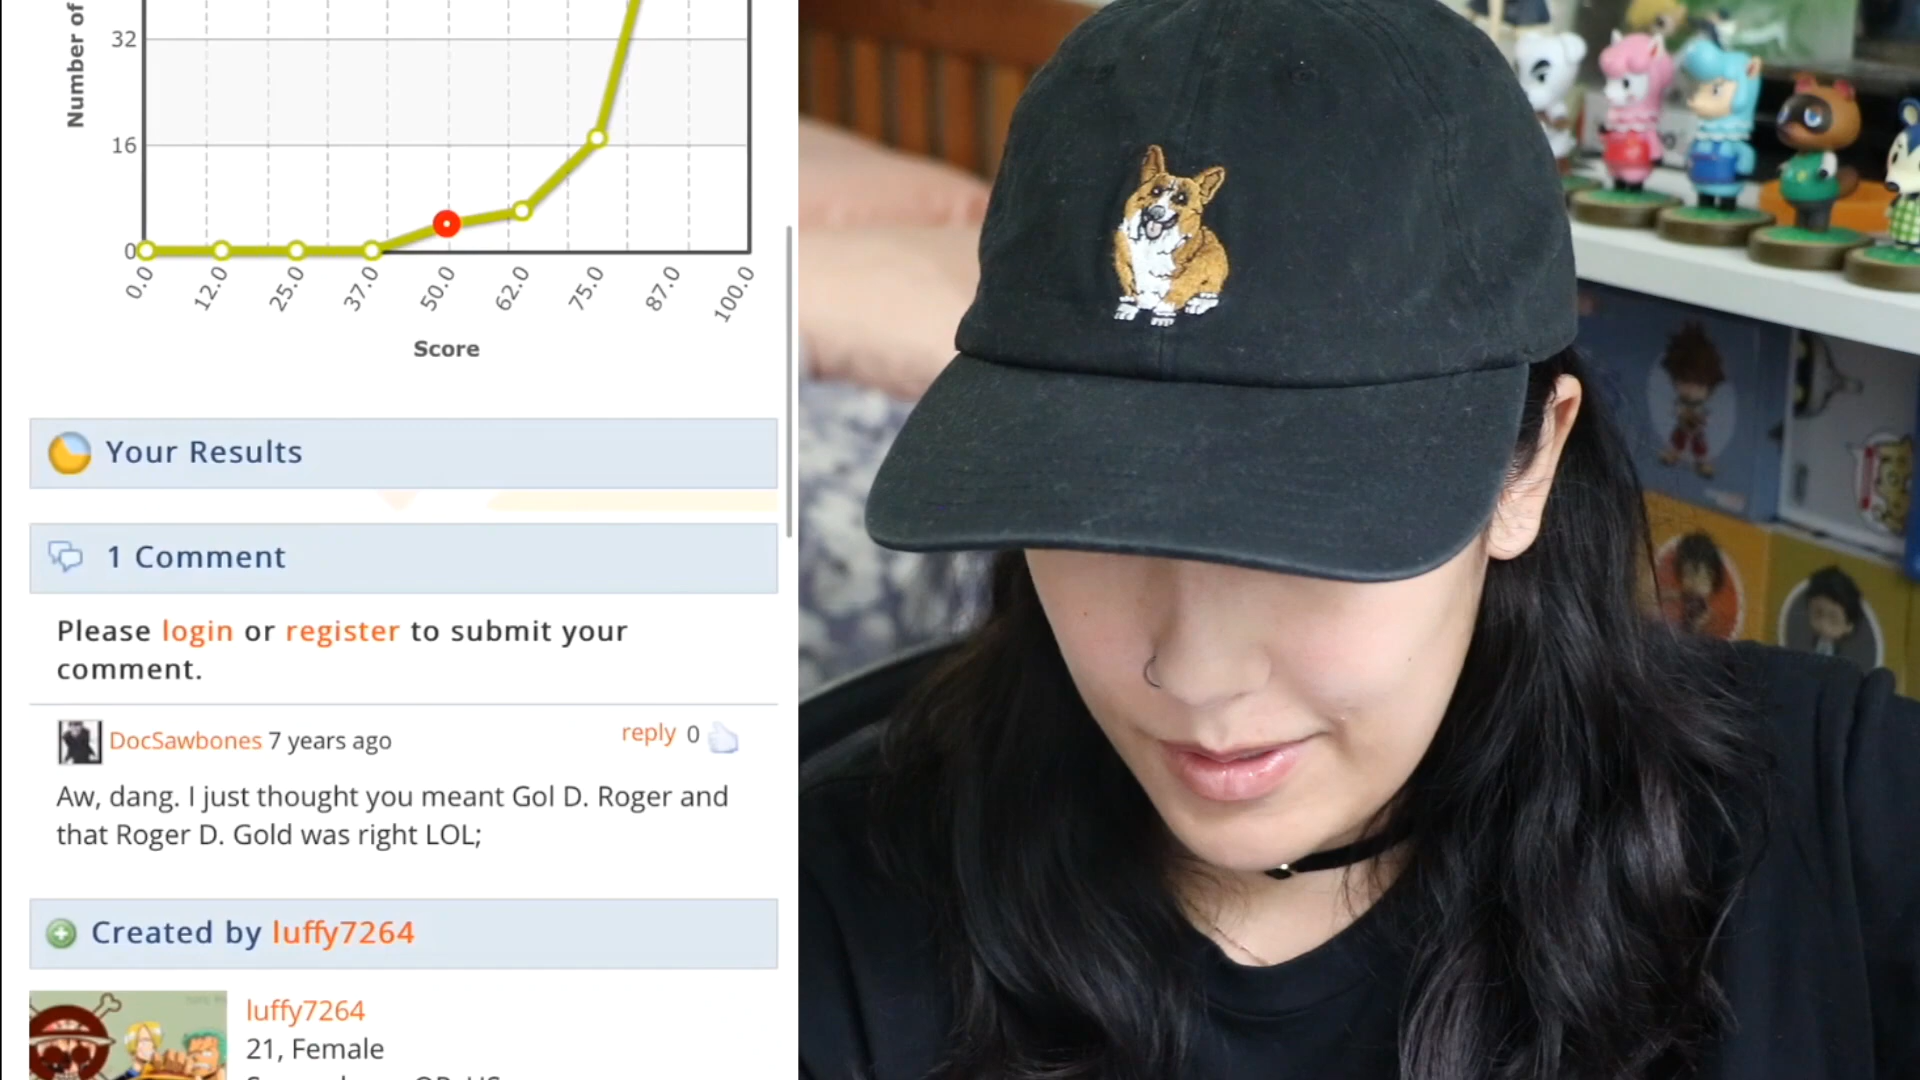 Number of
32
16
0
0.0
12.0
25.0
37.0
50.0
62.0
75.0
87.0
100.0
Score
Your Results
1 Comment
Please login or register to submit your
comment.
DocSawbones 7 years ago
reply 0
Aw, dang. I just thought you meant Gol D. Roger and
that Roger D. Gold was right LOL;
Created by luffy7264
luffy7264
21, Female